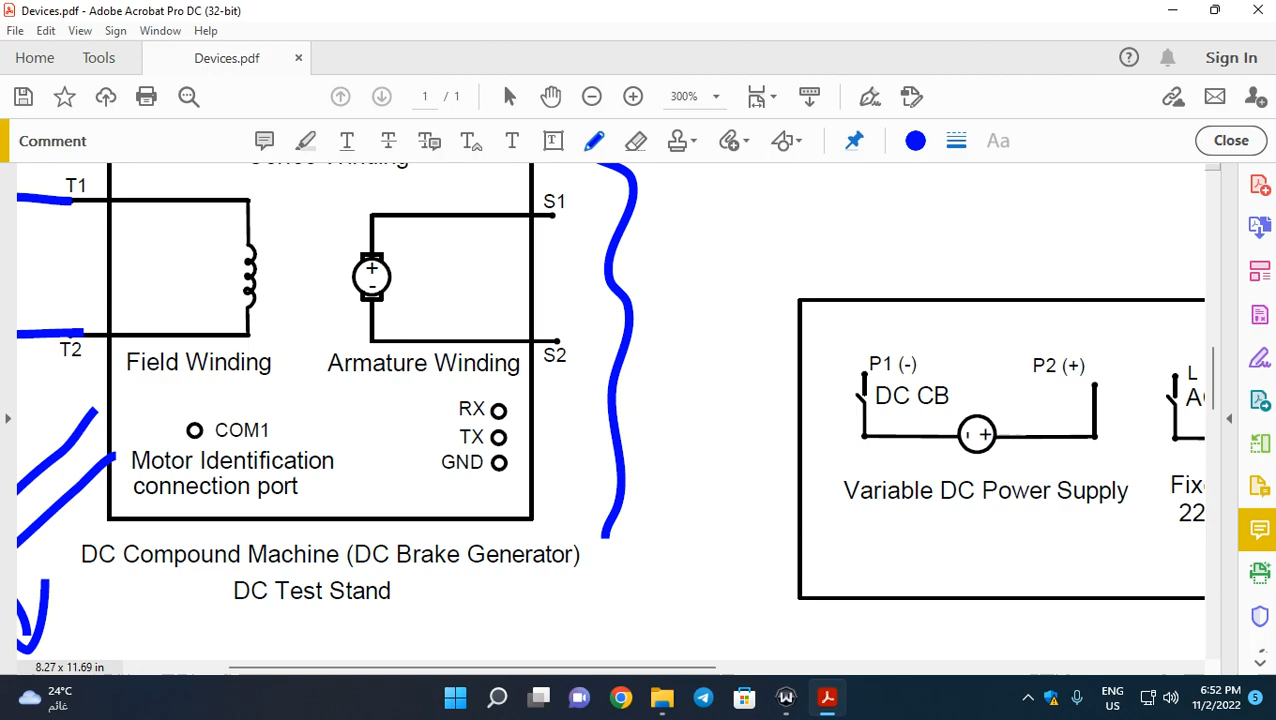 Devices.pdf - Adobe Acrobat Pro DC (32-bit)
File Edit View Sign Window Help
Home Tools Devices.pdf × Sign In
1 / 1 300%
Comment Aa Close
T1
S1
T2
S2
Field Winding
Armature Winding
RX
COM1
TX
Motor Identification
GND
connection port
DC Compound Machine (DC Brake Generator)
DC Test Stand
P1 (-)
P2 (+)
L
DC CB
Variable DC Power Supply
8.27 x 11.69 in
24°C
غائم
ENG
US
6:52 PM
11/2/2022
5